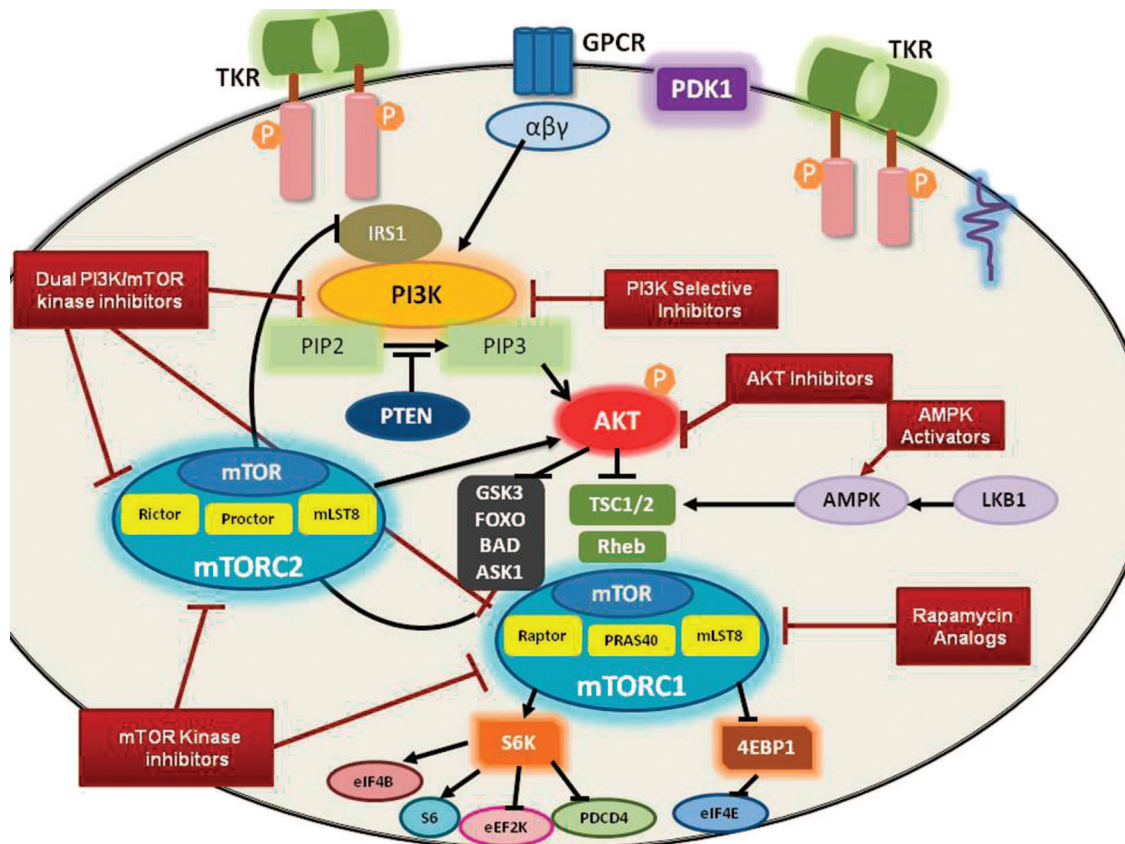 TKR
GPCR
PDK1
TKR
αβγ
P
P
P
P
IRS1
Dual PI3K/mTOR
kinase inhibitors
PI3K
PI3K Selective
Inhibitors
PIP2
PIP3
PTEN
P
AKT
AKT Inhibitors
AMPK
Activators
mTOR
Rictor
Proctor
mLST8
mTORC2
GSK3
FOXO
BAD
ASK1
TSC1/2
Rheb
AMPK
LKB1
mTOR
Raptor
PRAS40
mLST8
mTORC1
Rapamycin
Analogs
mTOR Kinase
inhibitors
S6K
4EBP1
eIF4B
S6
eEF2K
PDCD4
eIF4E